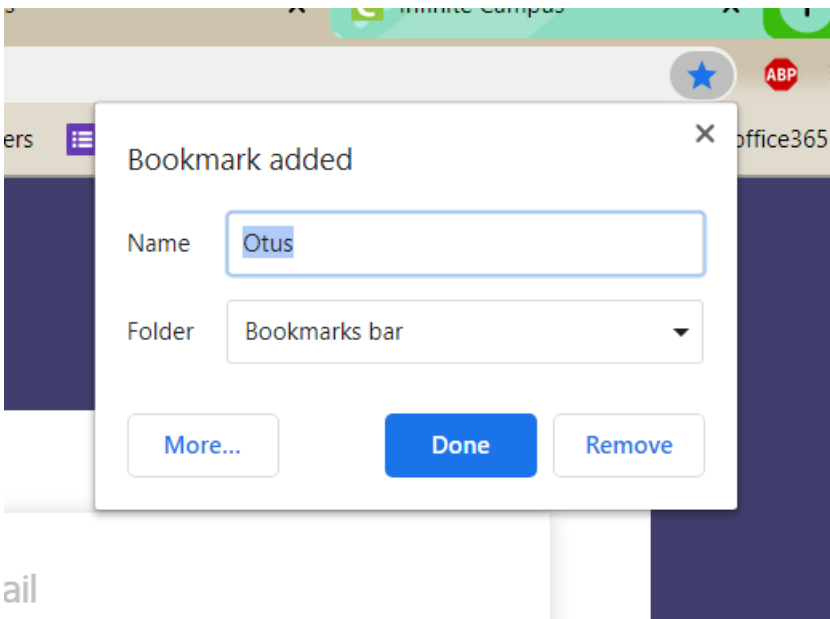 Infinite Campus
ABP
ers
office365
Bookmark added
Name Otus
Folder Bookmarks bar
More... Done Remove
ail